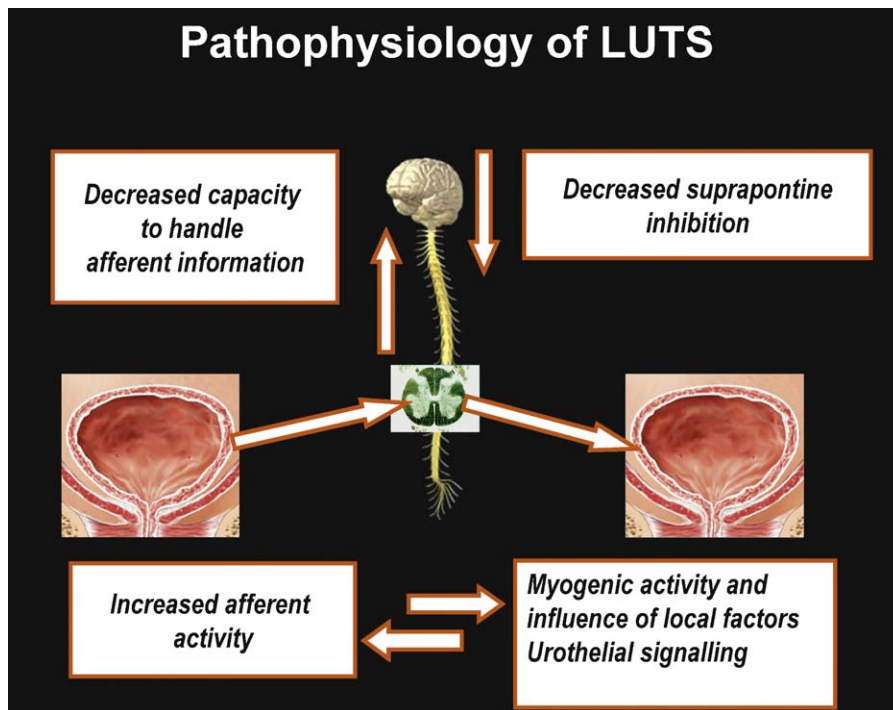 Pathophysiology of LUTS
Decreased capacity
to handle
afferent information
Decreased suprapontine
inhibition
Increased afferent
activity
Myogenic activity and
influence of local factors
Urothelial signalling